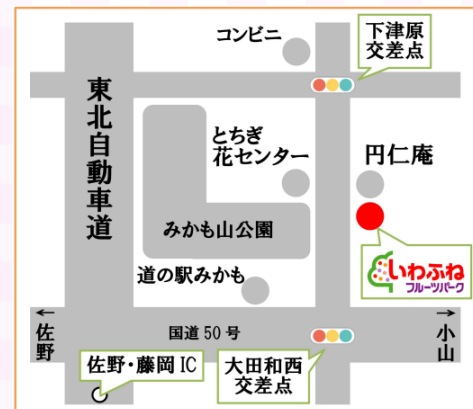 コンビニ
下津原
交差点
東北自動車道
とちぎ
花センター
円仁庵
みかも山公園
いわふね
フルーツパーク
道の駅みかも
←
佐野
国道50号
→
小山
佐野・藤岡IC
大田和西
交差点